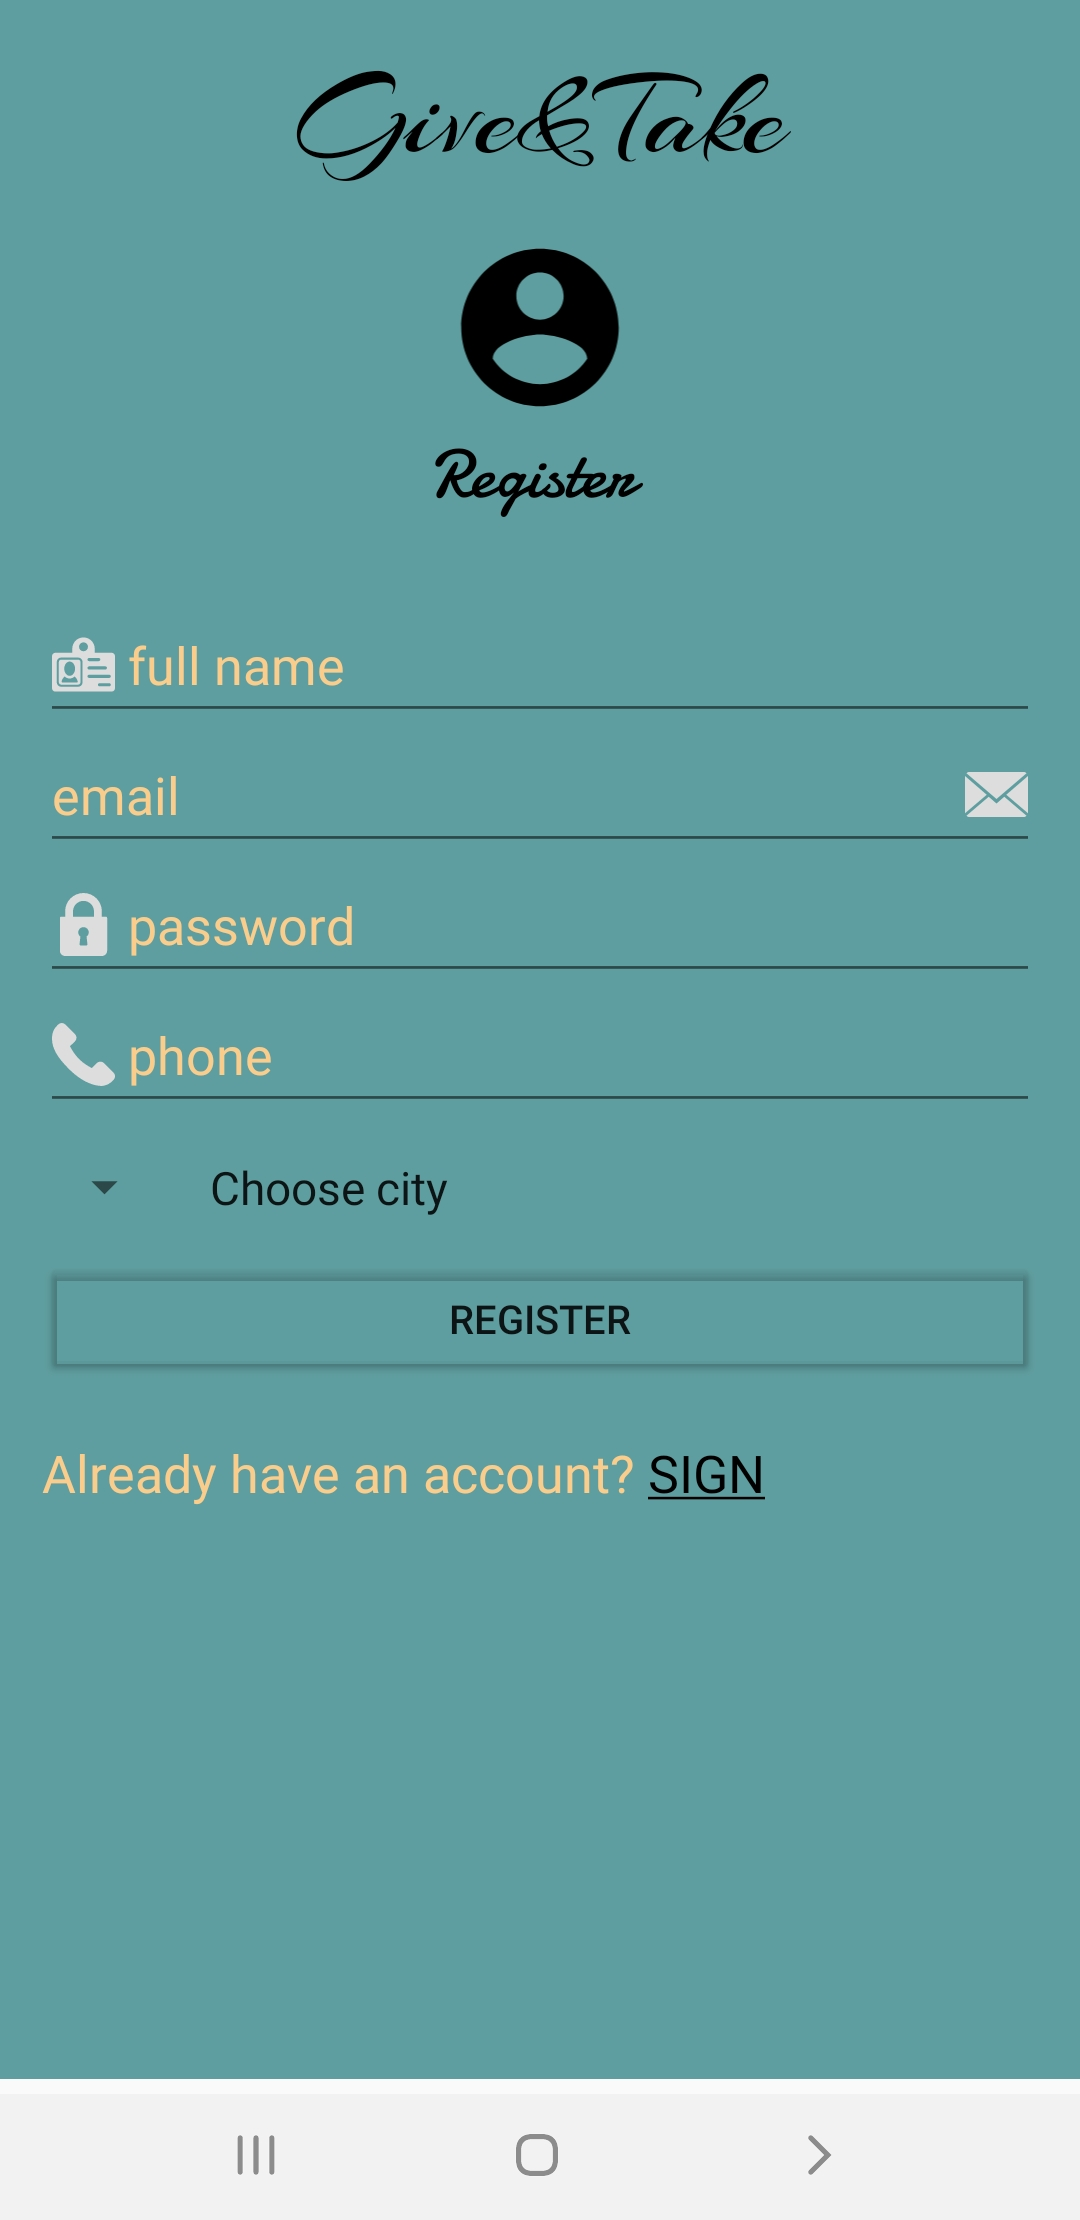 Give&Take
Register
full name
email
password
phone
Choose city
REGISTER
Already have an account? SIGN